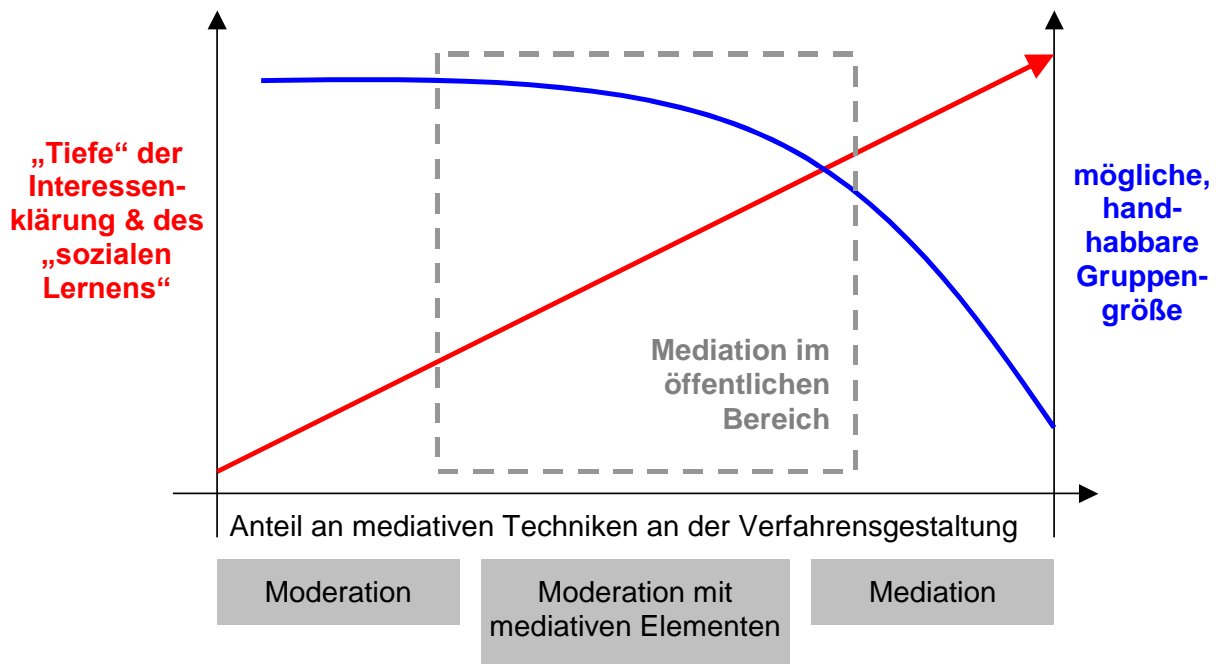 „Tiefe“ der
Interessen-
klärung & des
„sozialen
Lernens“
mögliche,
hand-
habbare
Gruppen-
größe
Mediation im
öffentlichen
Bereich
Anteil an mediativen Techniken an der Verfahrensgestaltung
Moderation
Moderation mit
mediativen Elementen
Mediation